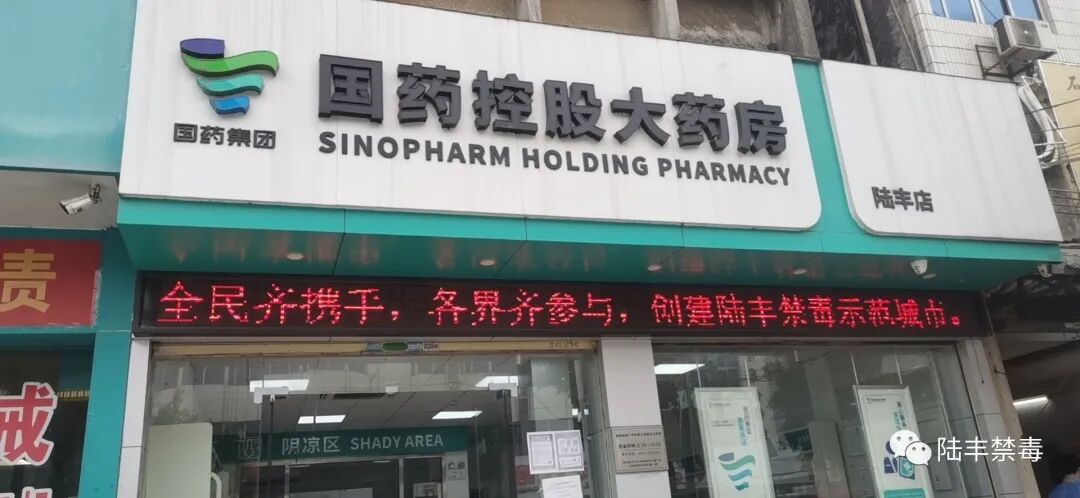 国药集团
国药控股大药房
SINOPHARM HOLDING PHARMACY
陆丰店
责
全民齐携手，各界齐参与，创建陆丰禁毒示范城市。
戒
阴凉区 SHADY AREA
陆丰禁毒